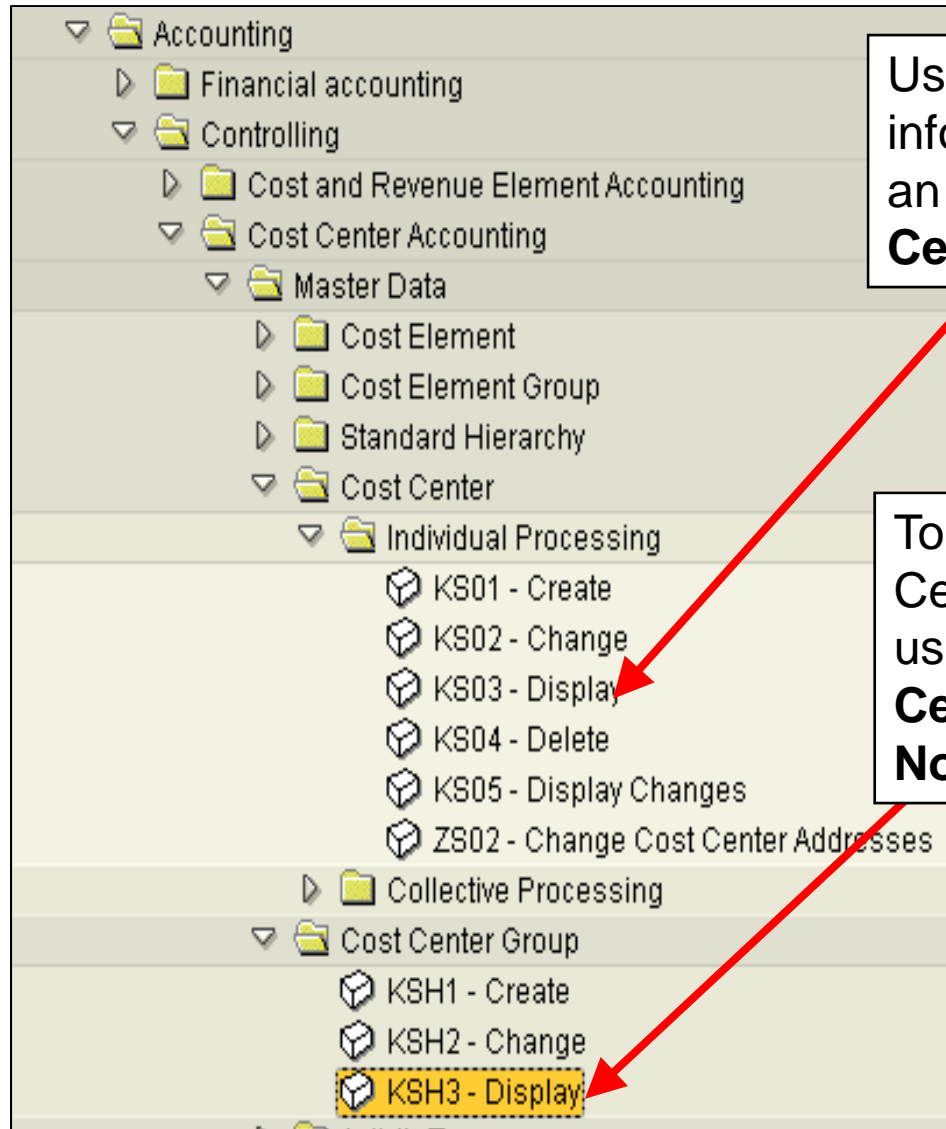 Accounting
Financial accounting
Controlling
Cost and Revenue Element Accounting
Cost Center Accounting
Master Data
Cost Element
Cost Element Group
Standard Hierarchy
Cost Center
Individual Processing
KS01 - Create
KS02 - Change
KS03 - Display
KS04 - Delete
KS05 - Display Changes
ZS02 - Change Cost Center Addresses
Collective Processing
Cost Center Group
KSH1 - Create
KSH2 - Change
KSH3 - Display
Us
info
an
Ce
To
Ce
us
Ce
No